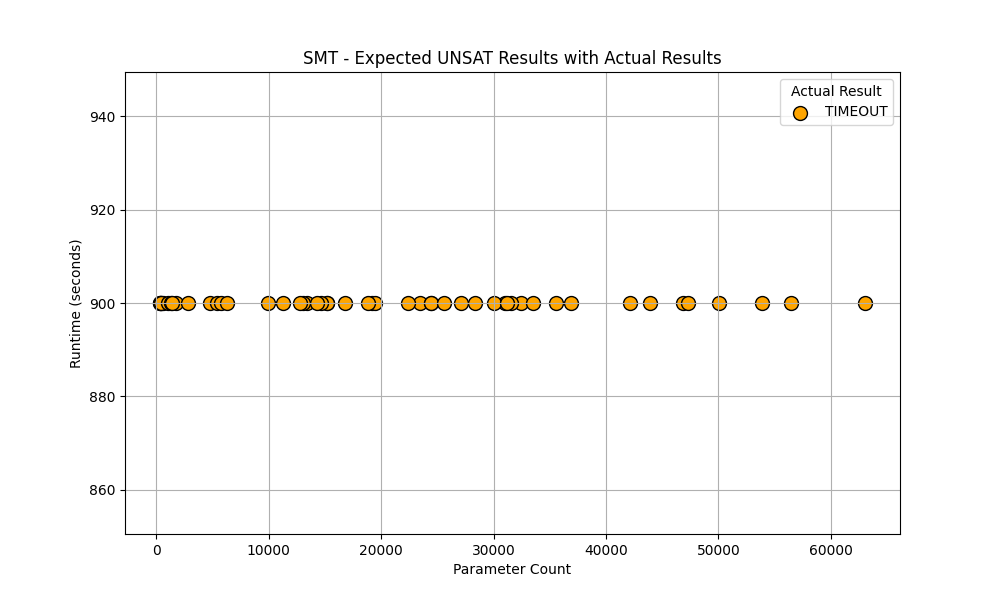 SMT - Expected UNSAT Results with Actual Results
Actual Result
TIMEOUT
940
920
900
880
860
Runtime (seconds)
0
10000
20000
30000
40000
50000
60000
Parameter Count